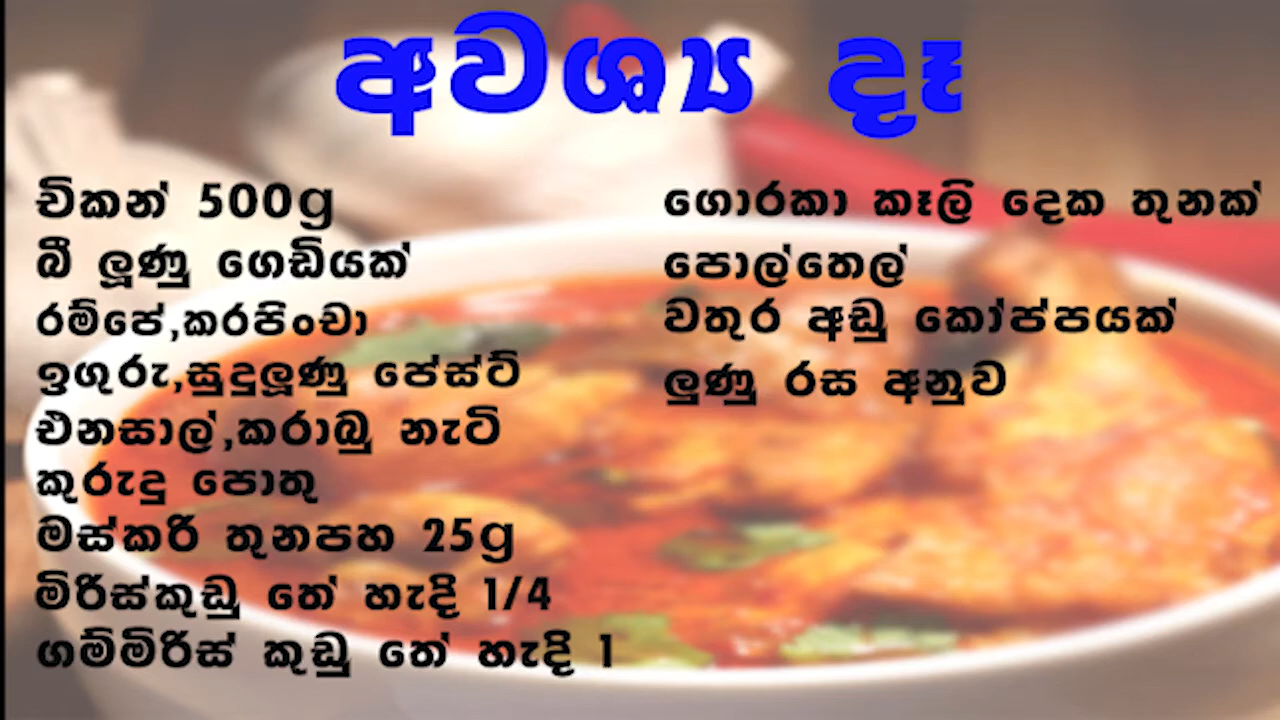 අවශ්‍ය දෑ
චිකන් 500g
බී ලූණු ගෙඩියක්
රම්පේ,කරපිංචා
ඉගුරු,සුදුලූණු පේස්ට්
එනසාල්,කරාබු නැටි
කුරුදු පොතු
මස්කරි තුනපහ 25g
මිරිස්කුඩු තේ හැදි 1/4
ගම්මිරිස් කුඩු තේ හැදි 1
ගොරකා කෑලි දෙක තුනක්
පොල්තෙල්
වතුර අඩු කෝප්පයක්
ලුණු රස අනුව